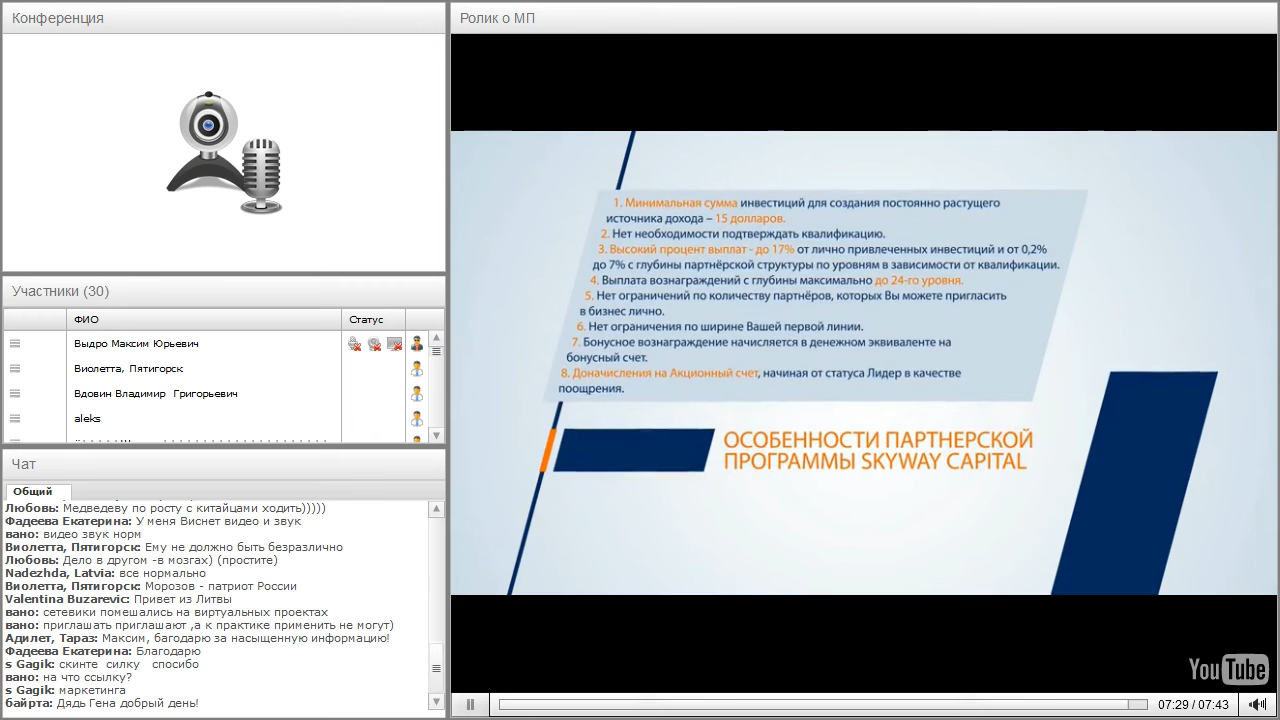 Конференция
Ролик о МП
Участники (30)
ФИО
Статус
Выдро Максим Юрьевич
Виолетта, Пятигорск
Вдовин Владимир Григорьевич
aleks
Чат
Общий
Любовь: Медведеву по росту с китайцами ходить)))))
Фадеева Екатерина: У меня Виснет видео и звук
вано: видео звук норм
Виолетта, Пятигорск: Ему не должно быть безразлично
Любовь: Дело в другом -в мозгах) (простите)
Nadezhda, Latvia: все нормально
Виолетта, Пятигорск: Морозов - патриот России
Valentina Buzarevic: Привет из Литвы
вано: сетевики помешались на виртуальных проектах
вано: приглашать приглашают ,а к практике применить не могут)
Адилет, Тараз: Максим, багодарю за насыщенную информацию!
Фадеева Екатерина: Благодарю
s Gagik: скинте силку спосибо
вано: на что ссылку?
s Gagik: маркетинга
байрта: Дядь Гена добрый день!
1. Минимальная сумма инвестиций для создания постоянно растущего
источника дохода – 15 долларов.
2. Нет необходимости подтверждать квалификацию.
3. Высокий процент выплат - до 17% от лично привлеченных инвестиций и от 0,2%
до 7% с глубины партнёрской структуры по уровням в зависимости от квалификации.
4. Выплата вознаграждений с глубины максимально до 24-го уровня.
5. Нет ограничений по количеству партнёров, которых Вы можете пригласить
в бизнес лично.
6. Нет ограничения по ширине Вашей первой линии.
7. Бонусное вознаграждение начисляется в денежном эквиваленте на
бонусный счет.
8. Доначисления на Акционный счет, начиная от статуса Лидер в качестве
поощрения.
ОСОБЕННОСТИ ПАРТНЕРСКОЙ
ПРОГРАММЫ SKYWAY CAPITAL
YouTube
07:29 / 07:43